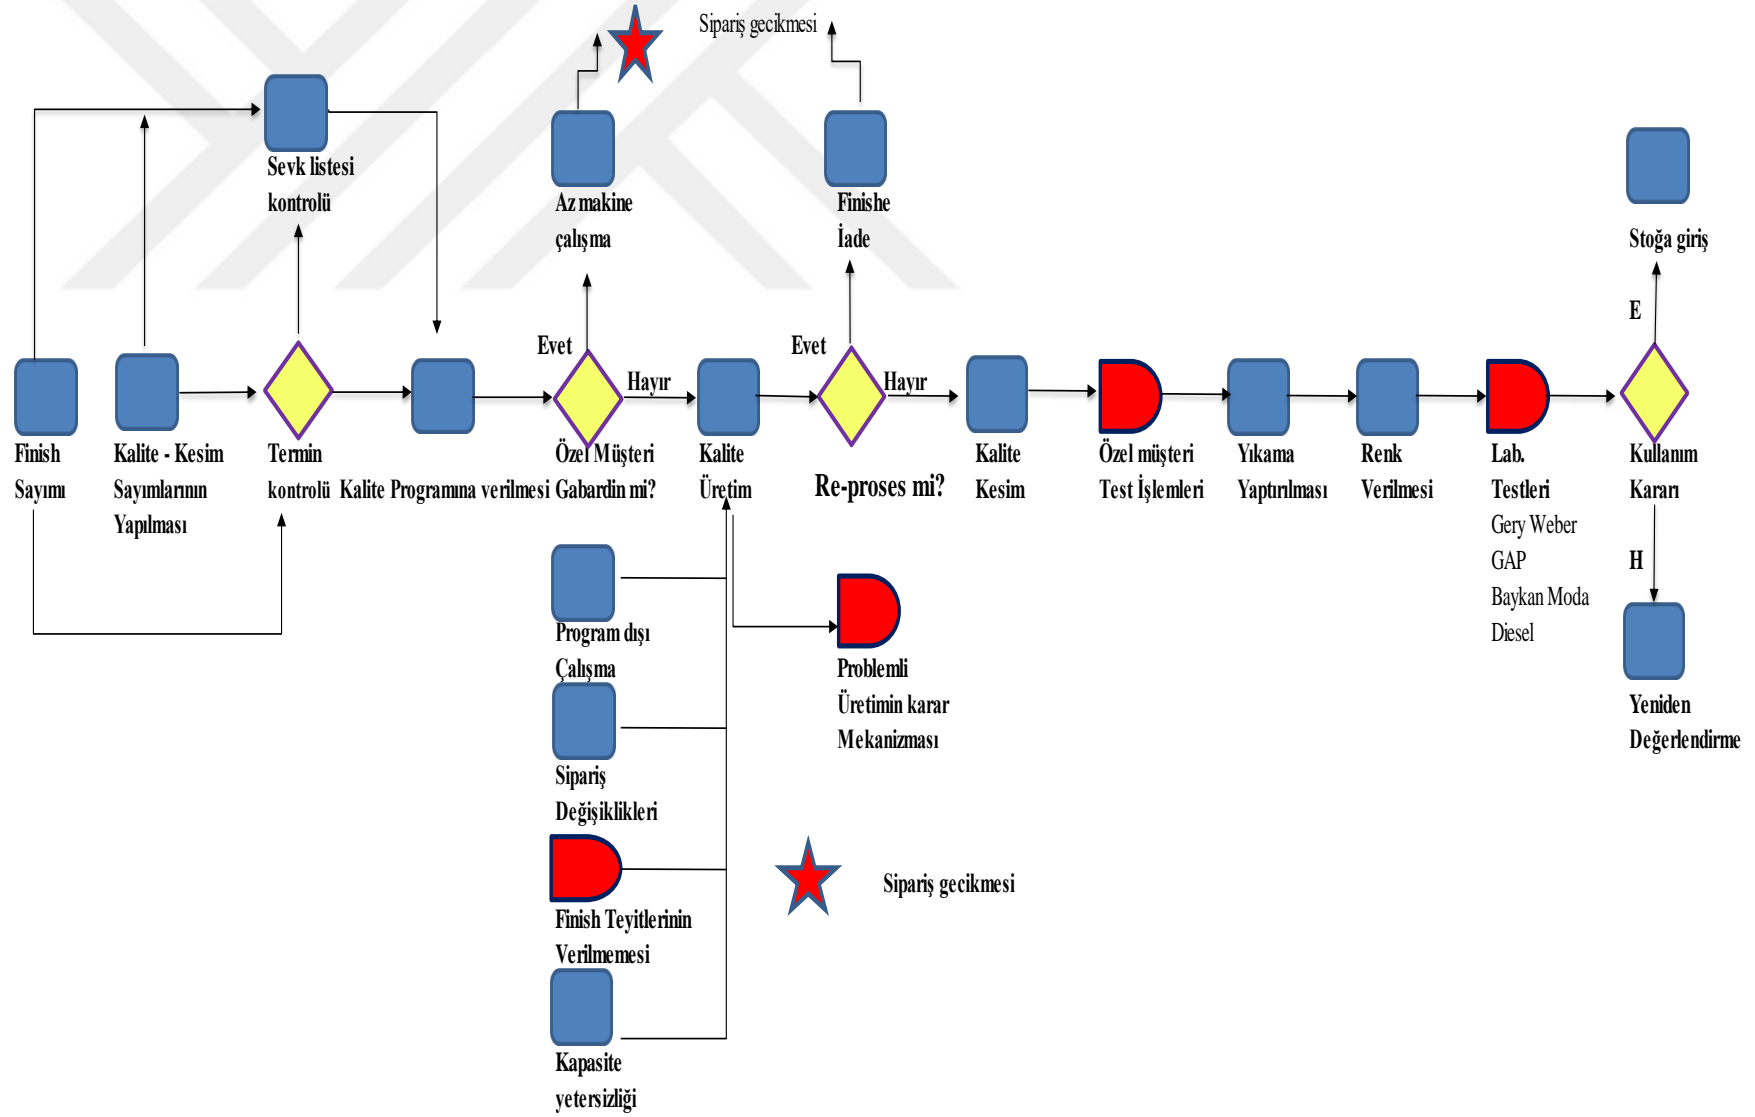 Sipariş gecikmesi
Sevk listesi
kontrolü
Az makine
çalışma
Finishe
İade
Stoğa giriş
E
Evet
Hayır
Evet
Hayır
Finish
Sayımı
Kalite - Kesim
Sayımlarının
Yapılması
Termin
kontrolü
Kalite Programına verilmesi
Özel Müşteri
Gabardin mi?
Kalite
Üretim
Re-proses mi?
Kalite
Kesim
Özel müşteri
Test İşlemleri
Yıkama
Yaptırılması
Renk
Verilmesi
Lab.
Testleri
Gery Weber
GAP
Baykan Moda
Diesel
Kullanım
Kararı
H
Yeniden
Değerlendirme
Program dışı
Çalışma
Problemli
Üretimin karar
Mekanizması
Sipariş
Değişiklikleri
Finish Teyitlerinin
Verilmemesi
Sipariş gecikmesi
Kapasite
yetersizliği